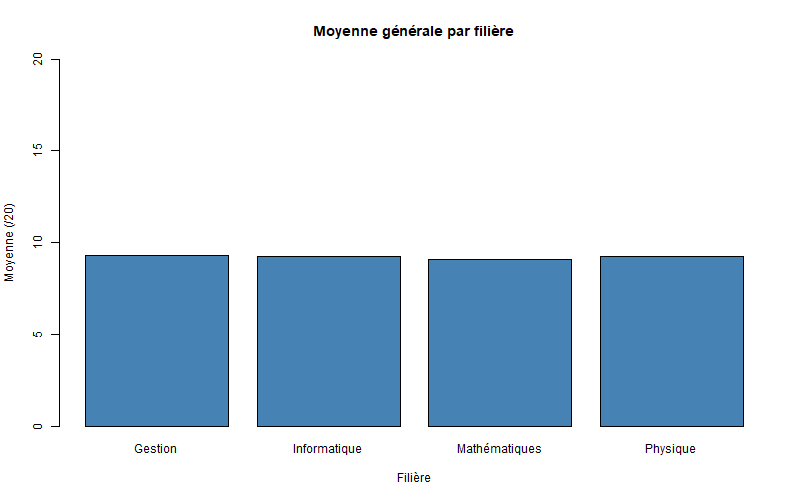 Moyenne générale par filière
20
15
10
5
0
Moyenne (/20)
Gestion
Informatique
Mathématiques
Physique
Filière